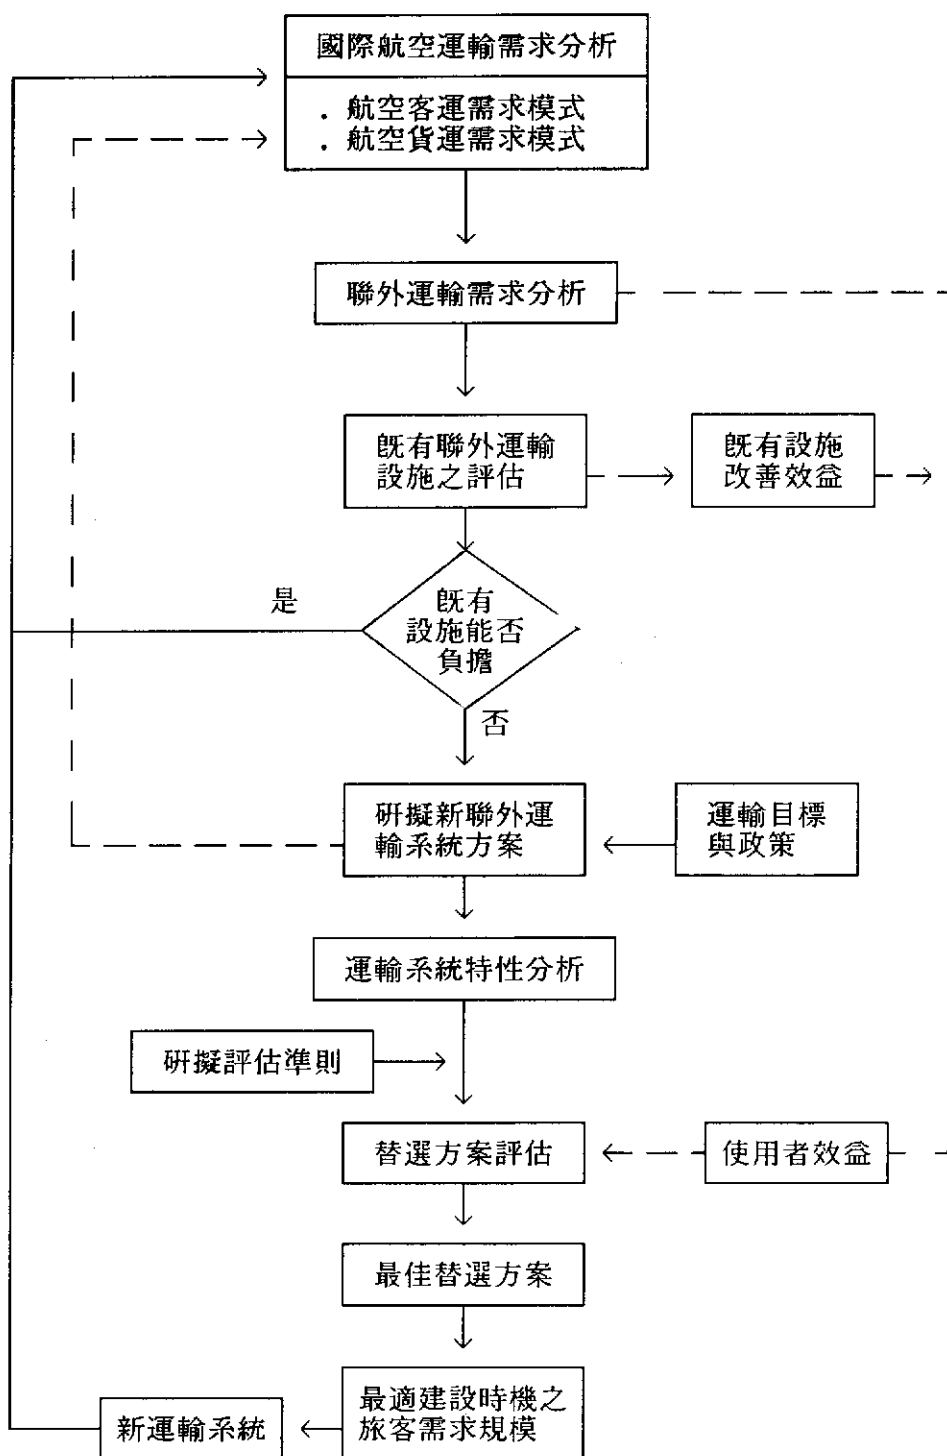 國際航空運輸需求分析
. 航空客運需求模式
. 航空貨運需求模式
聯外運輸需求分析
既有聯外運輸
設施之評估
既有設施
改善效益
是
既有
設施能否
負擔
否
研擬新聯外運
輸系統方案
運輸目標
與政策
運輸系統特性分析
研擬評估準則
替選方案評估
使用者效益
最佳替選方案
最適建設時機之
旅客需求規模
新運輸系統